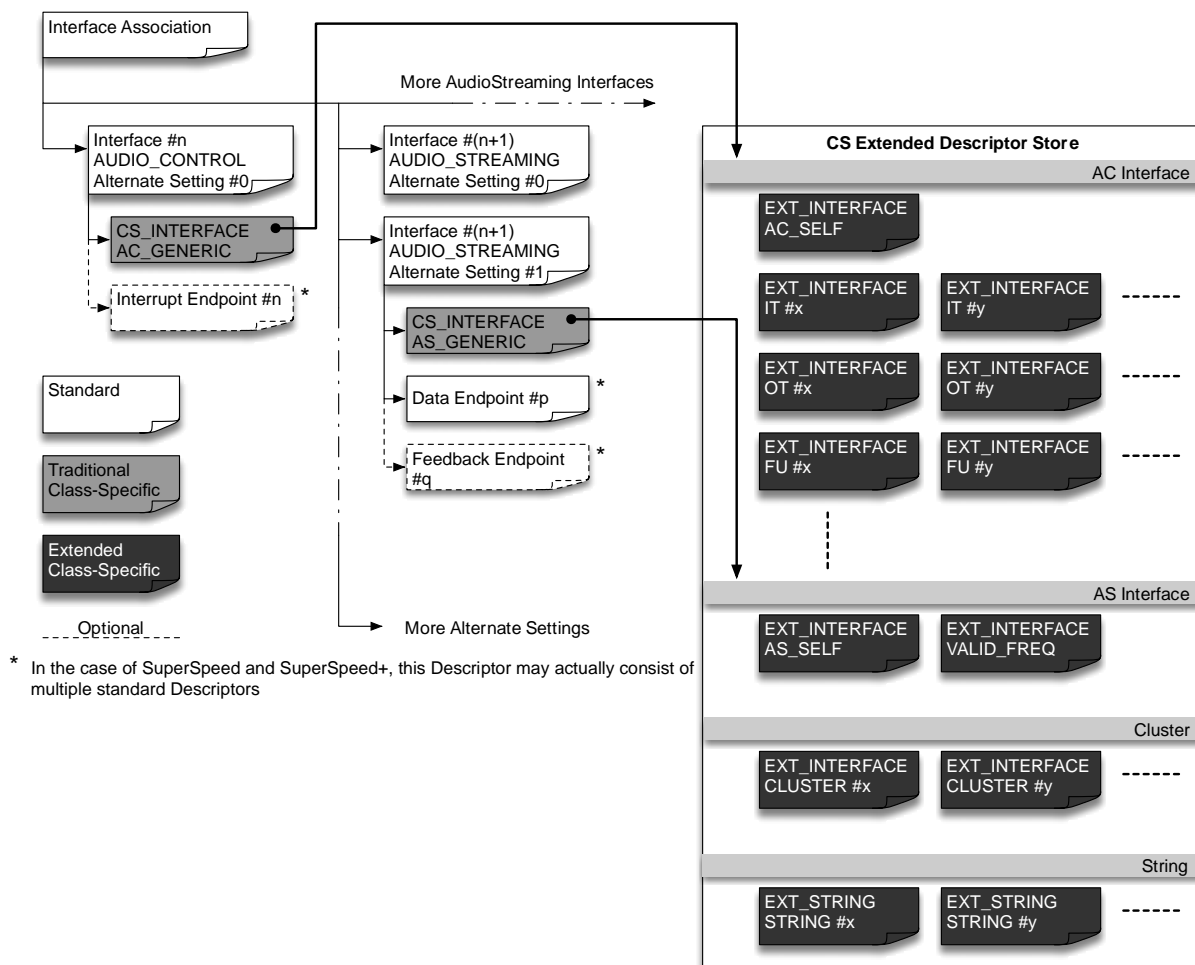 Interface Association
More AudioStreaming Interfaces
Interface #n
AUDIO_CONTROL
Alternate Setting #0
CS_INTERFACE
AC_GENERIC
Interrupt Endpoint #n
*
Interface #(n+1)
AUDIO_STREAMING
Alternate Setting #0
Interface #(n+1)
AUDIO_STREAMING
Alternate Setting #1
CS_INTERFACE
AS_GENERIC
Data Endpoint #p
*
Feedback Endpoint
#q
*
More Alternate Settings
Standard
Traditional
Class-Specific
Extended
Class-Specific
Optional
* In the case of SuperSpeed and SuperSpeed+, this Descriptor may actually consist of
multiple standard Descriptors
CS Extended Descriptor Store
AC Interface
EXT_INTERFACE
AC_SELF
EXT_INTERFACE
IT #x
EXT_INTERFACE
IT #y
EXT_INTERFACE
OT #x
EXT_INTERFACE
OT #y
EXT_INTERFACE
FU #x
EXT_INTERFACE
FU #y
AS Interface
EXT_INTERFACE
AS_SELF
EXT_INTERFACE
VALID_FREQ
Cluster
EXT_INTERFACE
CLUSTER #x
EXT_INTERFACE
CLUSTER #y
String
EXT_STRING
STRING #x
EXT_STRING
STRING #y